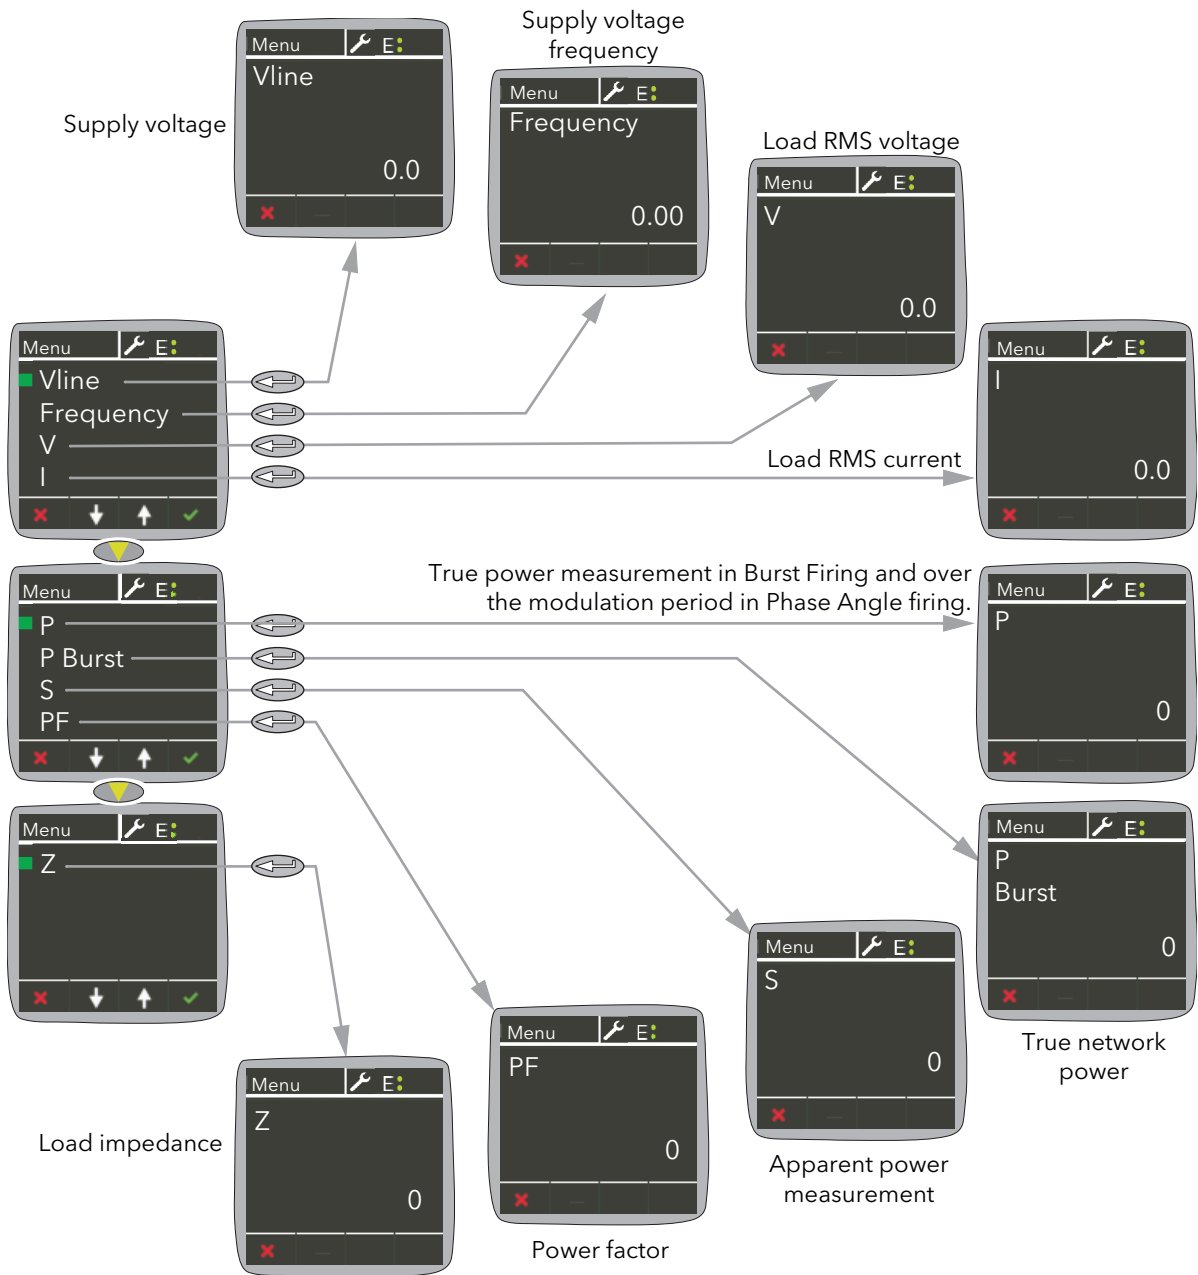 Supply voltage
frequency
Menu E:
Vline
0.0
Supply voltage
Menu E:
Frequency
0.00
Load RMS voltage
Menu E:
V
0.0
Menu E:
Vline
Frequency
V
I
Load RMS current
Menu E:
I
0.0
True power measurement in Burst Firing and over
the modulation period in Phase Angle firing.
Menu E:
P
P Burst
S
PF
Menu E:
P
0
Menu E:
Z
Menu E:
P
Burst
0
True network
power
Menu E:
S
0
Apparent power
measurement
Menu E:
PF
0
Power factor
Menu E:
Z
0
Load impedance